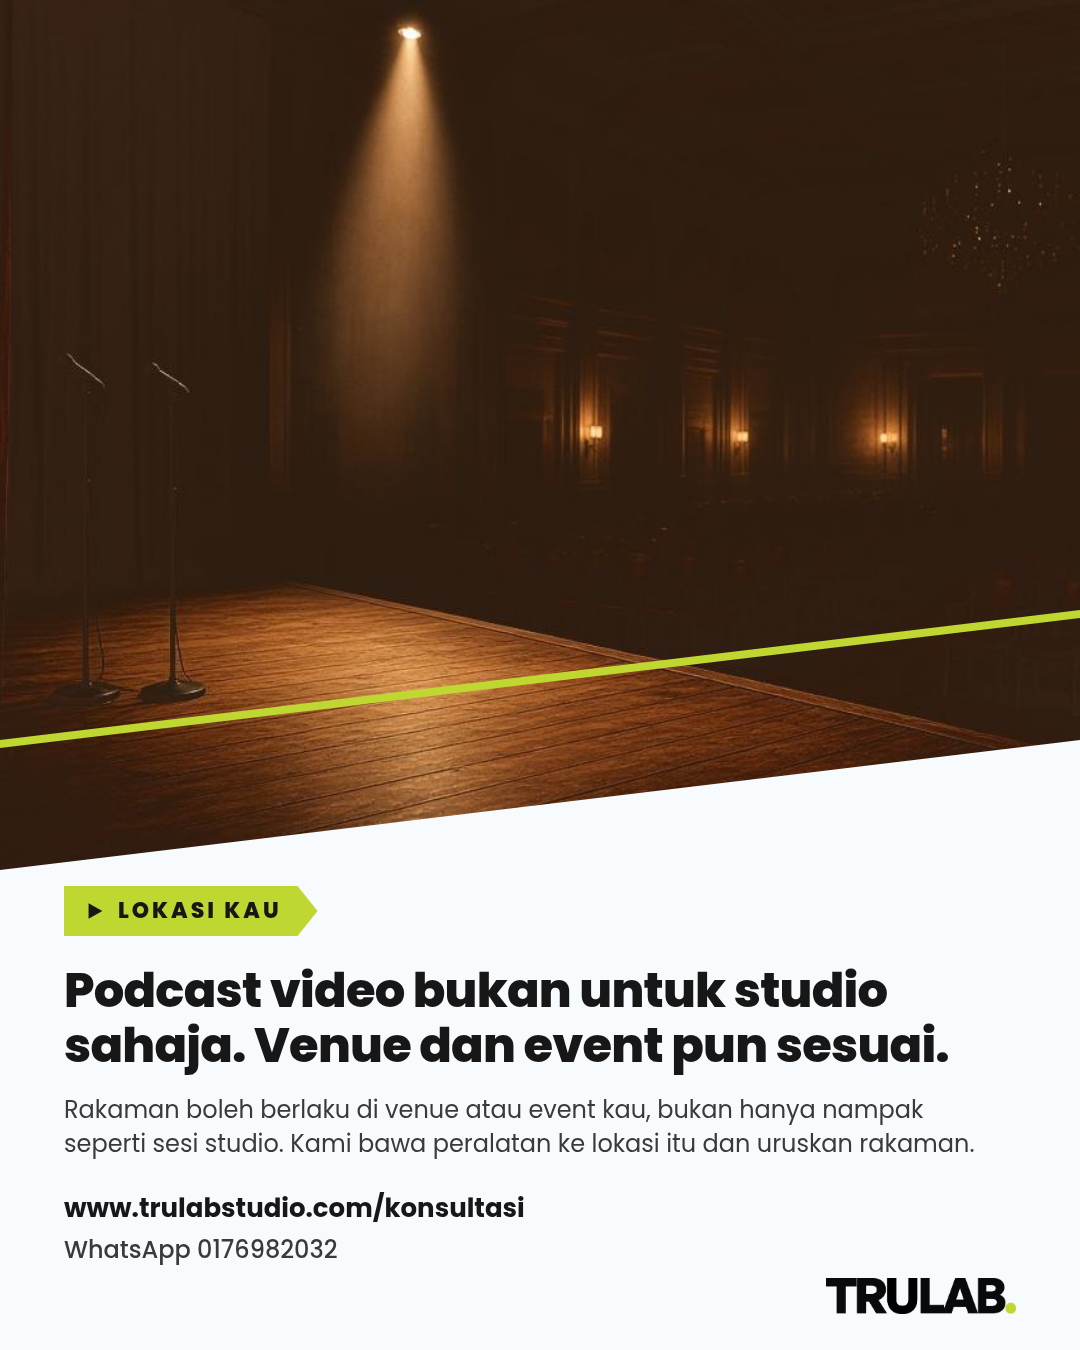 LOKASI KAU
Podcast video bukan untuk studio
sahaja. Venue dan event pun sesuai.
Rakaman boleh berlaku di venue atau event kau, bukan hanya nampak
seperti sesi studio. Kami bawa peralatan ke lokasi itu dan uruskan rakaman.
www.trulabstudio.com/konsultasi
WhatsApp 0176982032
TRULAB.